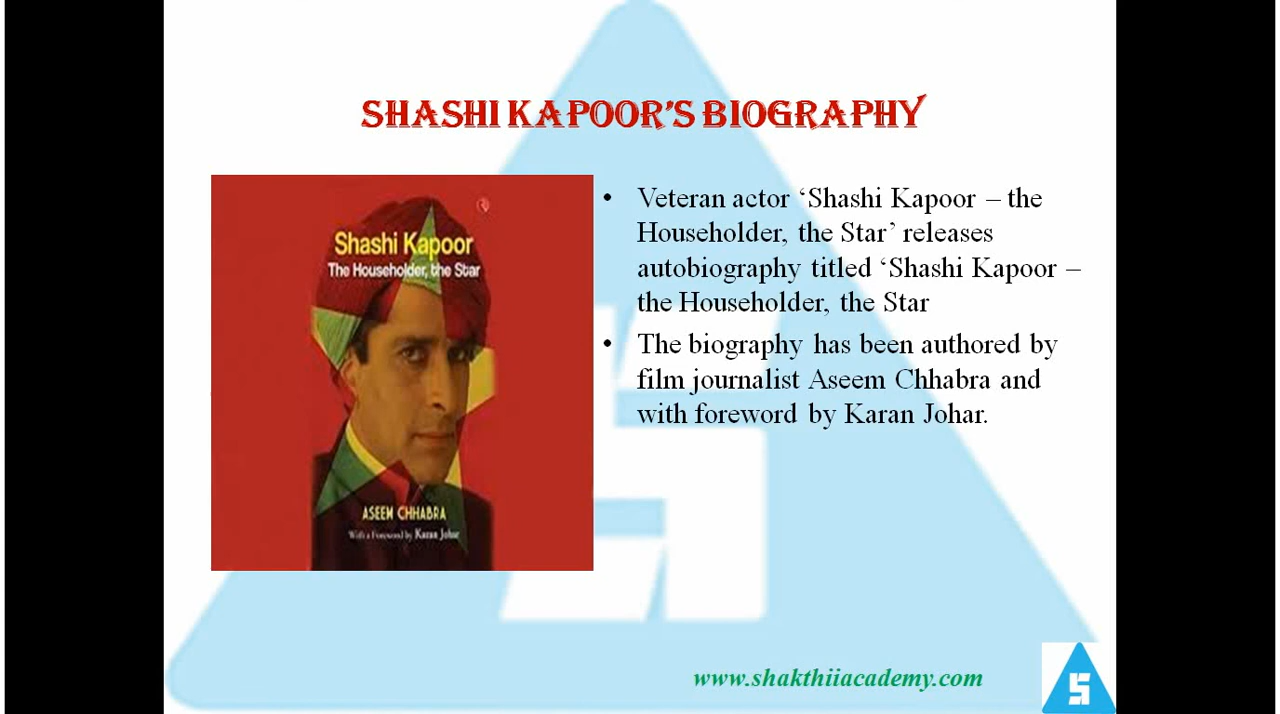 SHASHI KAPOOR'S BIOGRAPHY
Shashi Kapoor
The Householder, the Star
ASEEM CHHABRA
With a Foreword by Karan Johar
• Veteran actor ‘Shashi Kapoor – the
Householder, the Star’ releases
autobiography titled ‘Shashi Kapoor –
the Householder, the Star
• The biography has been authored by
film journalist Aseem Chhabra and
with foreword by Karan Johar.
www.shakthiiacademy.com
S